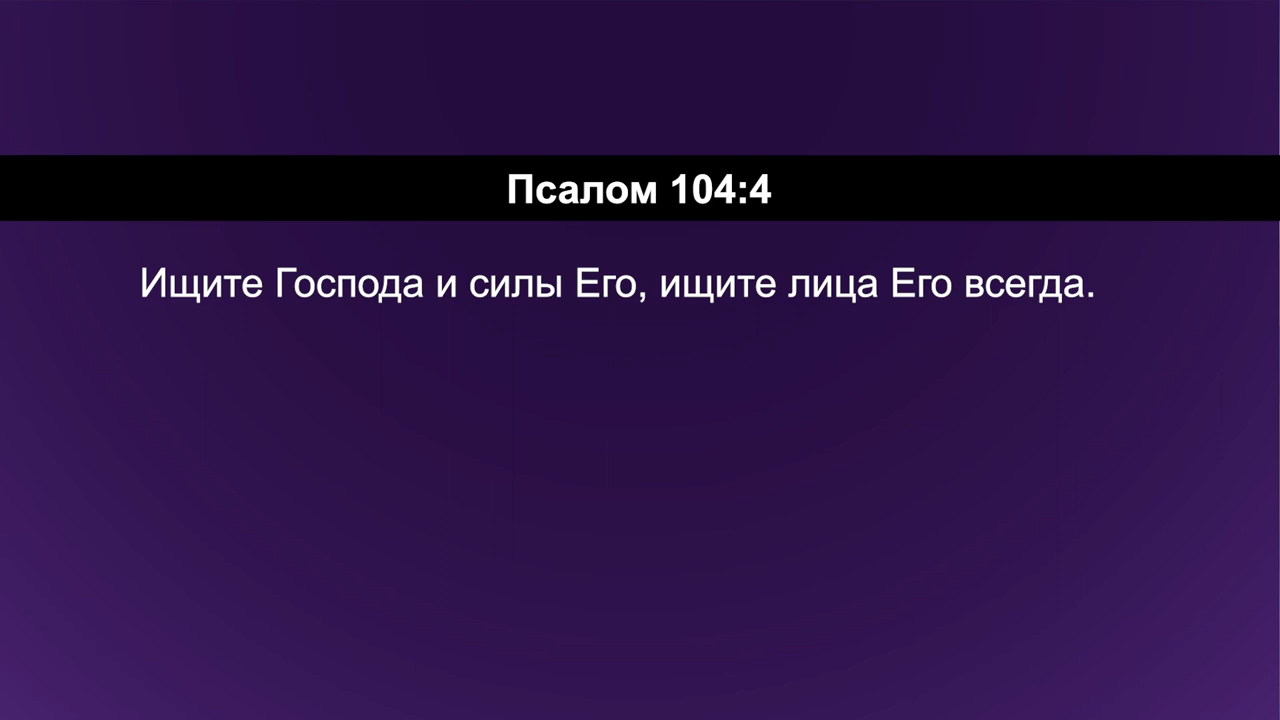 Псалом 104:4
Ищите Господа и силы Его, ищите лица Его всегда.